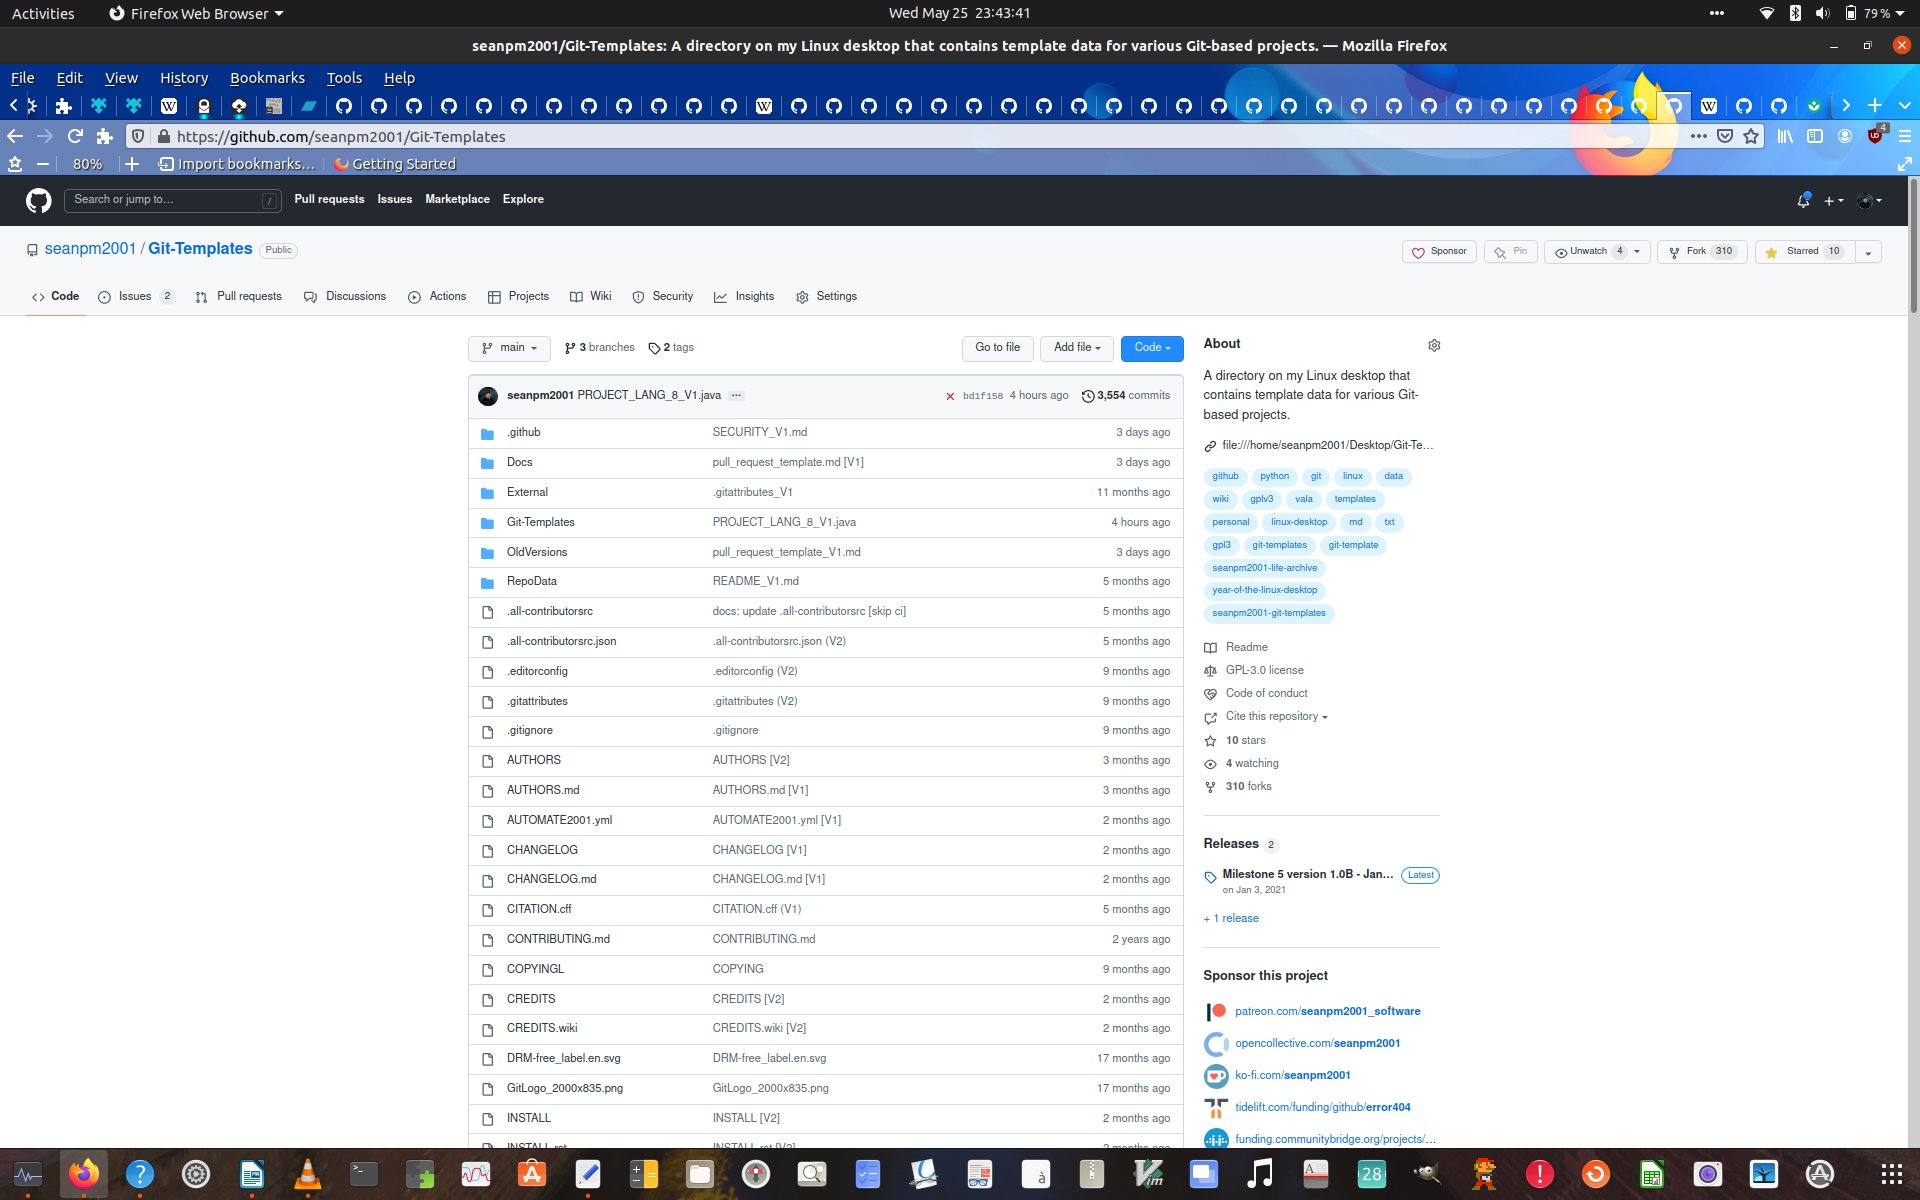 Activities Firefox Web Browser Wed May 25 23:43:41 79 %
seanpm2001/Git-Templates: A directory on my Linux desktop that contains template data for various Git-based projects. — Mozilla Firefox
File Edit View History Bookmarks Tools Help
https://github.com/seanpm2001/Git-Templates 4
80% Import bookmarks... Getting Started
Search or jump to... / Pull requests Issues Marketplace Explore
seanpm2001 / Git-Templates Public Sponsor Pin Unwatch 4 Fork 310 Starred 10
Code Issues 2 Pull requests Discussions Actions Projects Wiki Security Insights Settings
main 3 branches 2 tags Go to file Add file Code
seanpm2001 PROJECT_LANG_8_V1.java ... bd1f158 4 hours ago 3,554 commits
.github SECURITY_V1.md 3 days ago
Docs pull_request_template.md [V1] 3 days ago
External .gitattributes_V1 11 months ago
Git-Templates PROJECT_LANG_8_V1.java 4 hours ago
OldVersions pull_request_template_V1.md 3 days ago
RepoData README_V1.md 5 months ago
.all-contributorsrc docs: update .all-contributorsrc [skip ci] 5 months ago
.all-contributorsrc.json .all-contributorsrc.json (V2) 5 months ago
.editorconfig .editorconfig (V2) 9 months ago
.gitattributes .gitattributes (V2) 9 months ago
.gitignore .gitignore 9 months ago
AUTHORS AUTHORS [V2] 3 months ago
AUTHORS.md AUTHORS.md [V1] 3 months ago
AUTOMATE2001.yml AUTOMATE2001.yml [V1] 2 months ago
CHANGELOG CHANGELOG [V1] 2 months ago
CHANGELOG.md CHANGELOG.md [V1] 2 months ago
CITATION.cff CITATION.cff (V1) 5 months ago
CONTRIBUTING.md CONTRIBUTING.md 2 years ago
COPYINGL COPYING 9 months ago
CREDITS CREDITS [V2] 2 months ago
CREDITS.wiki CREDITS.wiki [V2] 2 months ago
DRM-free_label.en.svg DRM-free_label.en.svg 17 months ago
GitLogo_2000x835.png GitLogo_2000x835.png 17 months ago
INSTALL INSTALL [V2] 2 months ago
INSTALL.rst INSTALL.rst [V2] 2 months ago
About
A directory on my Linux desktop that
contains template data for various Git-
based projects.
file:///home/seanpm2001/Desktop/Git-Te...
github python git linux data
wiki gplv3 vala templates
personal linux-desktop md txt
gpl3 git-templates git-template
seanpm2001-life-archive
year-of-the-linux-desktop
seanpm2001-git-templates
Readme
GPL-3.0 license
Code of conduct
Cite this repository
10 stars
4 watching
310 forks
Releases 2
Milestone 5 version 1.0B - Jan... Latest
on Jan 3, 2021
+ 1 release
Sponsor this project
patreon.com/seanpm2001_software
opencollective.com/seanpm2001
ko-fi.com/seanpm2001
tidelift.com/funding/github/error404
funding.communitybridge.org/projects/...
28